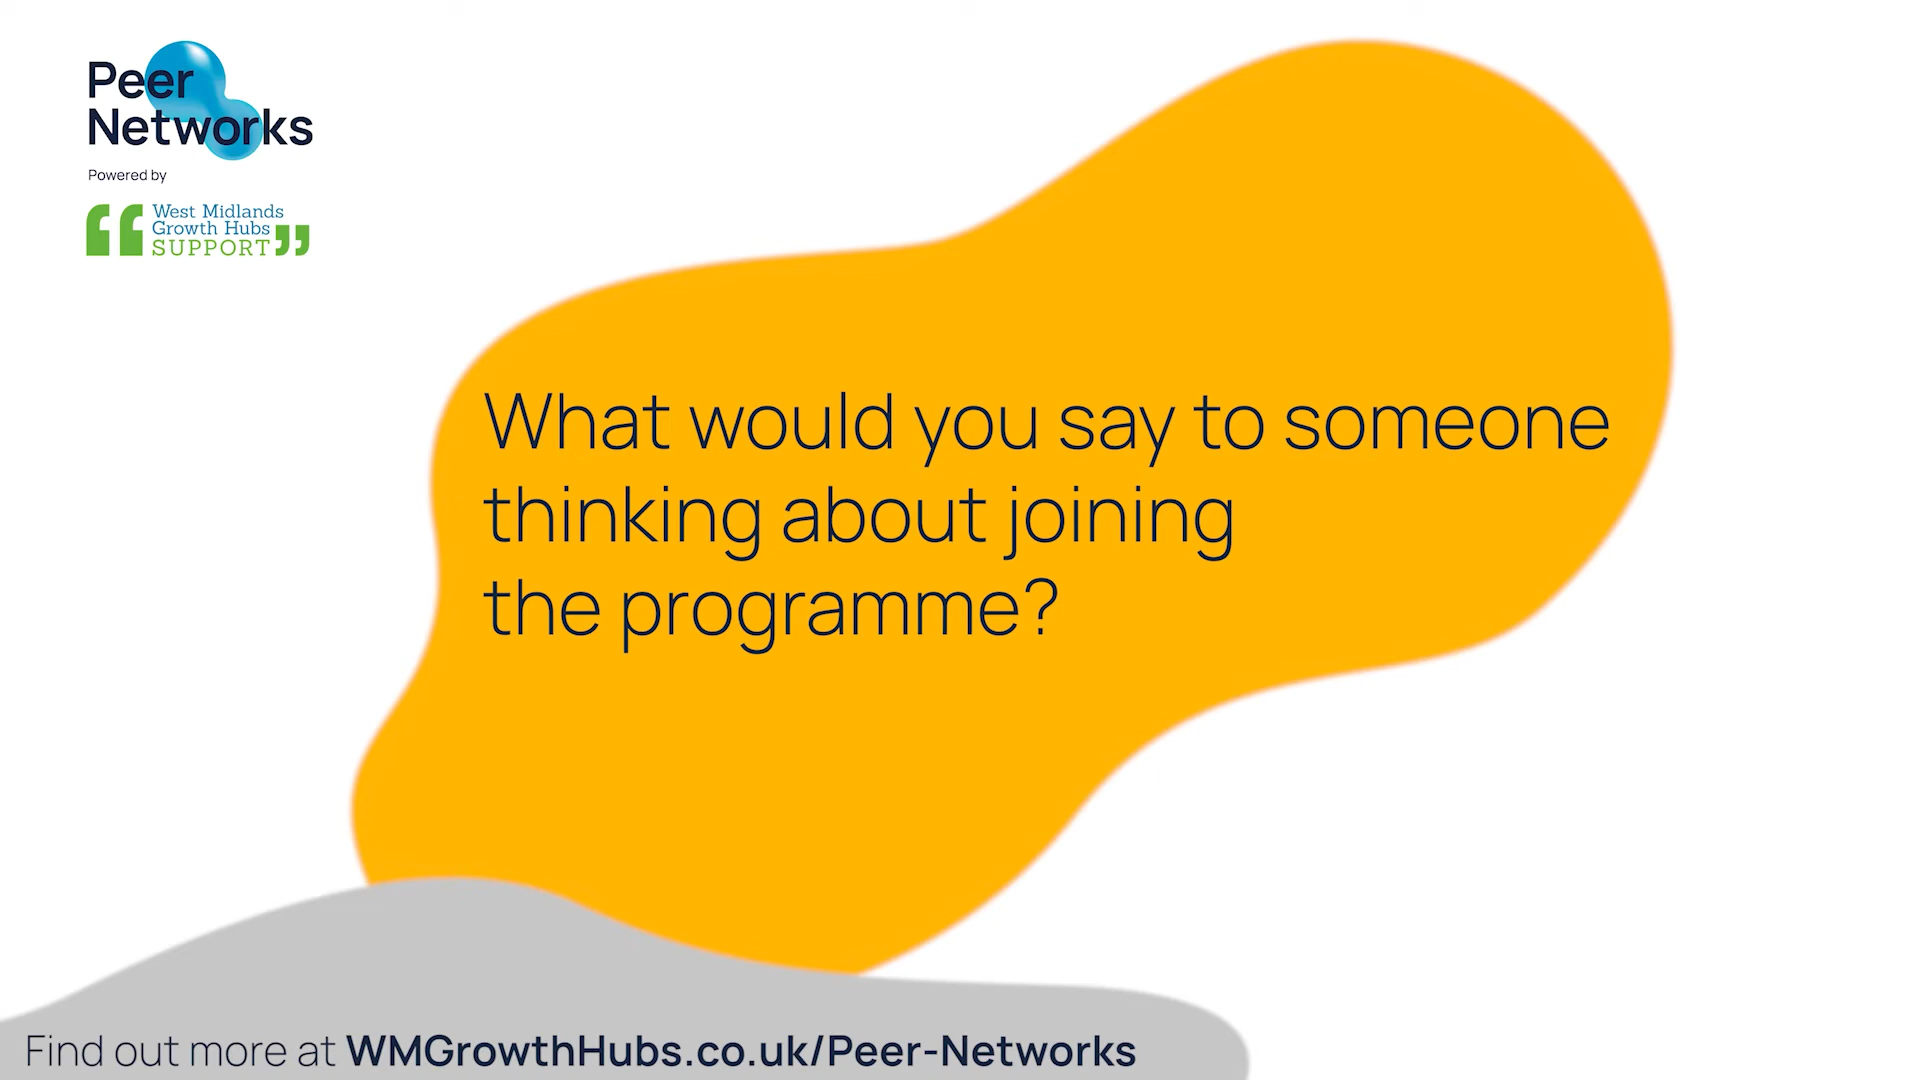 Peer
Networks
Powered by
West Midlands
Growth Hubs
SUPPORT
What would you say to someone
thinking about joining
the programme?
Find out more at WMGrowthHubs.co.uk/Peer-Networks